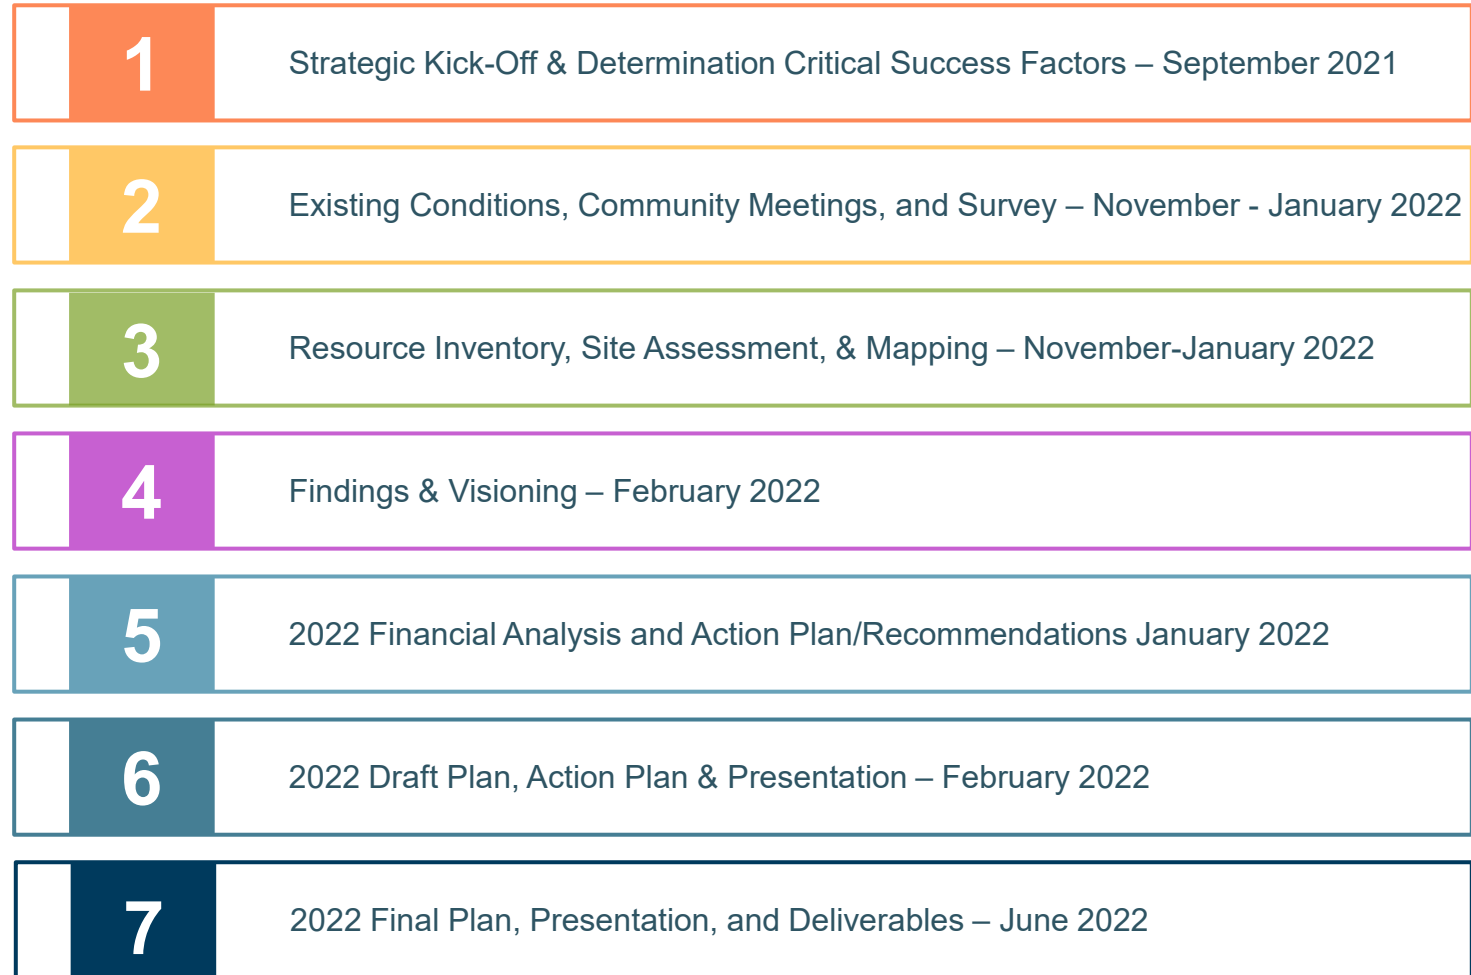 1
Strategic Kick-Off & Determination Critical Success Factors – September 2021
2
Existing Conditions, Community Meetings, and Survey – November - January 2022
3
Resource Inventory, Site Assessment, & Mapping – November-January 2022
4
Findings & Visioning – February 2022
5
2022 Financial Analysis and Action Plan/Recommendations January 2022
6
2022 Draft Plan, Action Plan & Presentation – February 2022
7
2022 Final Plan, Presentation, and Deliverables – June 2022